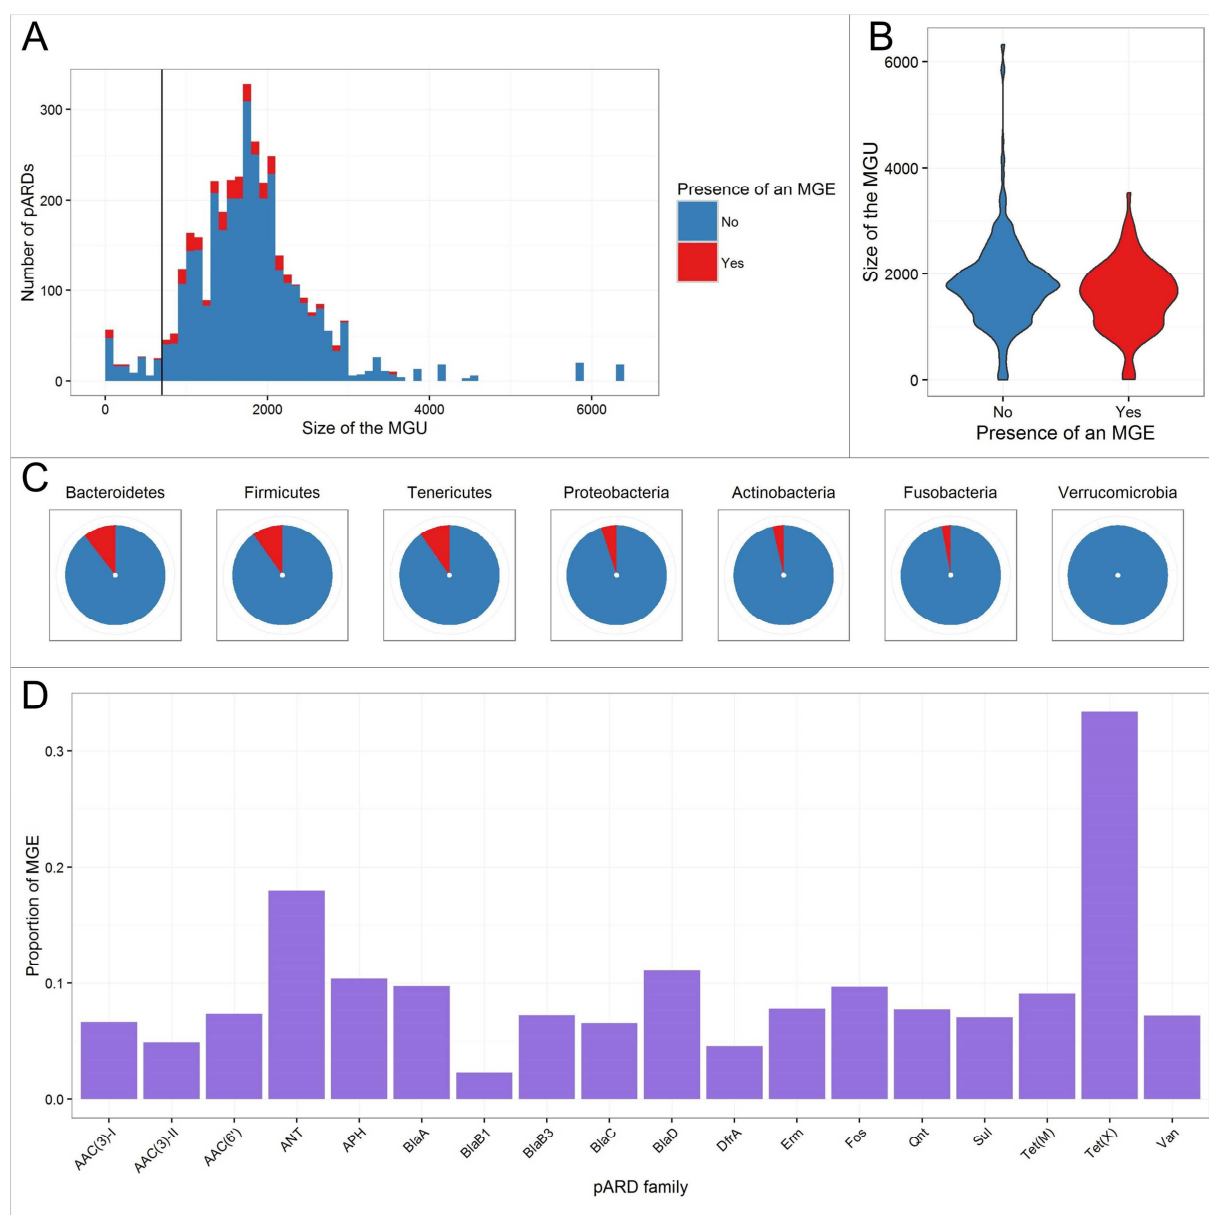 A
300
200
100
0
Number of pARDs
0 2000 4000 6000
Size of the MGU
Presence of an MGE
No
Yes
B
6000
4000
2000
0
Size of the MGU
No Yes
Presence of an MGE
C
Bacteroidetes Firmicutes Tenericutes Proteobacteria Actinobacteria Fusobacteria Verrucomicrobia
D
0.3
0.2
0.1
0.0
Proportion of MGE
AAC(3)-I AAC(3)-II AAC(6') ANT APH BlaA BlaB1 BlaB3 BlaC BlaD DfrA Erm Fos Qnt Sul Tet(M) Tet(X) Van
pARD family